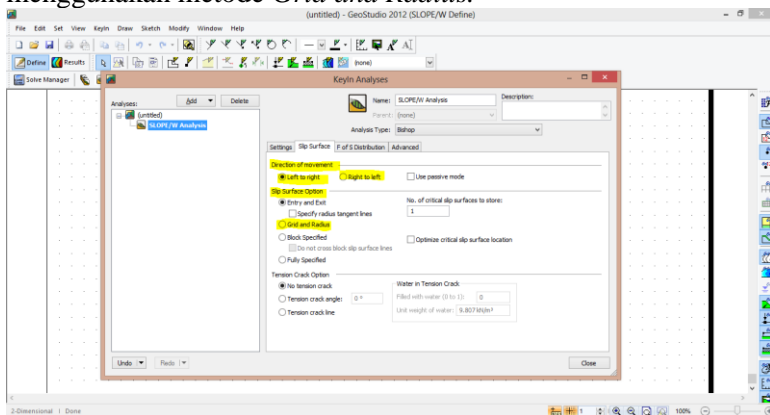 menggunakan metode Grid and Radius.
(untitled) - GeoStudio 2012 (SLOPE/W Define)
File Edit Set View KeyIn Draw Sketch Modify Window Help
Define Results (none)
Solve Manager
KeyIn Analyses
Analyses: Add Delete
(untitled)
SLOPE/W Analysis
Name: SLOPE/W Analysis
Description:
Parent: (none)
Analysis Type: Bishop
Settings Slip Surface F of S Distribution Advanced
Direction of movement
Left to right Right to left Use passive mode
Slip Surface Option
Entry and Exit No. of critical slip surfaces to store:
Specify radius tangent lines 1
Grid and Radius
Block Specified Optimize critical slip surface location
Do not cross block slip surface lines
Fully Specified
Tension Crack Option
No tension crack Water in Tension Crack
Tension crack angle: 0 ° Filled with water (0 to 1): 0
Tension crack line Unit weight of water: 9.807 kN/m³
Undo Redo Close
2-Dimensional | Done 1 100%